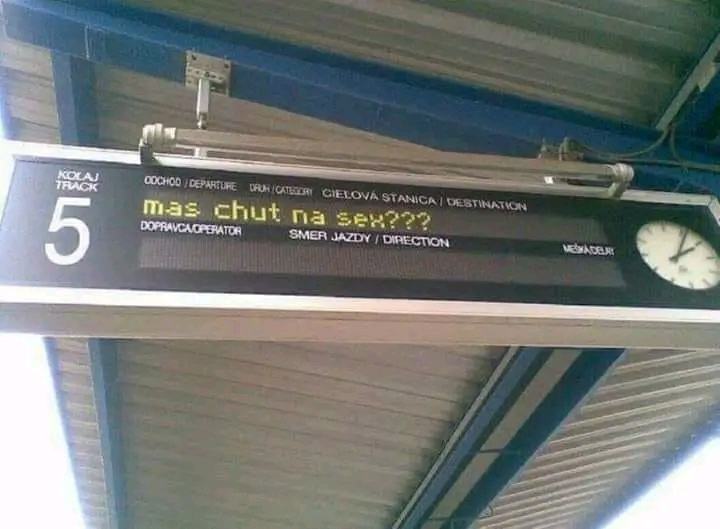 KOĽAJ
TRACK
5
ODCHOD / DEPARTURE DRUH / CATEGORY CIEĽOVÁ STANICA / DESTINATION
mas chut na sex???
DOPRAVCA/OPERATOR SMER JAZDY / DIRECTION MEŠKÁ/DELAY